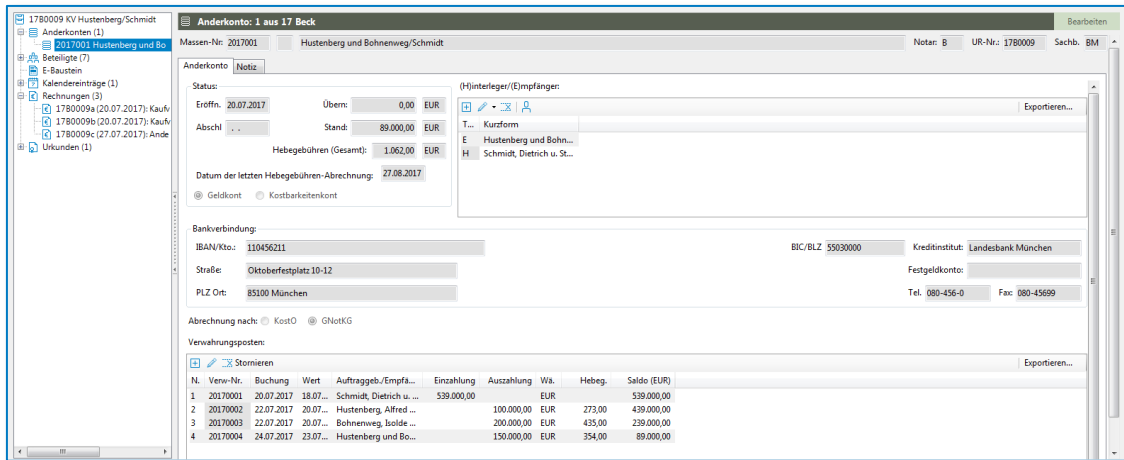 17B0009 KV Hustenberg/Schmidt
Anderkonten (1)
2017001 Hustenberg und Bo
Beteiligte (7)
E-Baustein
Kalendereinträge (1)
Rechnungen (3)
17B0009a (20.07.2017): Kaufv
17B0009b (20.07.2017): Kaufv
17B0009c (27.07.2017): Ande
Urkunden (1)
Anderkonto: 1 aus 17 Beck
Bearbeiten
Massen-Nr: 2017001 Hustenberg und Bohnenweg/Schmidt Notar: B UR-Nr.: 17B0009 Sachb. BM
Anderkonto Notiz
Status:
Eröffn. 20.07.2017 Übern: 0,00 EUR
Abschl . . Stand: 89.000,00 EUR
Hebegebühren (Gesamt): 1.062,00 EUR
Datum der letzten Hebegebühren-Abrechnung: 27.08.2017
Geldkont Kostbarkeitenkont
(H)interleger/(E)mpfänger:
Exportieren...
T... Kurzform
E Hustenberg und Bohn...
H Schmidt, Dietrich u. St...
Bankverbindung:
IBAN/Kto.: 110456211 BIC/BLZ 55030000 Kreditinstitut: Landesbank München
Straße: Oktoberfestplatz 10-12 Festgeldkonto:
PLZ Ort: 85100 München Tel. 080-456-0 Fax: 080-45699
Abrechnung nach: KostO GNotKG
Verwahrungsposten:
Stornieren Exportieren...
N. Verw-Nr. Buchung Wert Auftraggeb./Empfä... Einzahlung Auszahlung Wä. Hebeg. Saldo (EUR)
1 20170001 20.07.2017 18.07... Schmidt, Dietrich u. ... 539.000,00 EUR 539.000,00
2 20170002 22.07.2017 20.07... Hustenberg, Alfred ... 100.000,00 EUR 273,00 439.000,00
3 20170003 22.07.2017 20.07... Bohnenweg, Isolde ... 200.000,00 EUR 435,00 239.000,00
4 20170004 24.07.2017 23.07... Hustenberg und Bo... 150.000,00 EUR 354,00 89.000,00